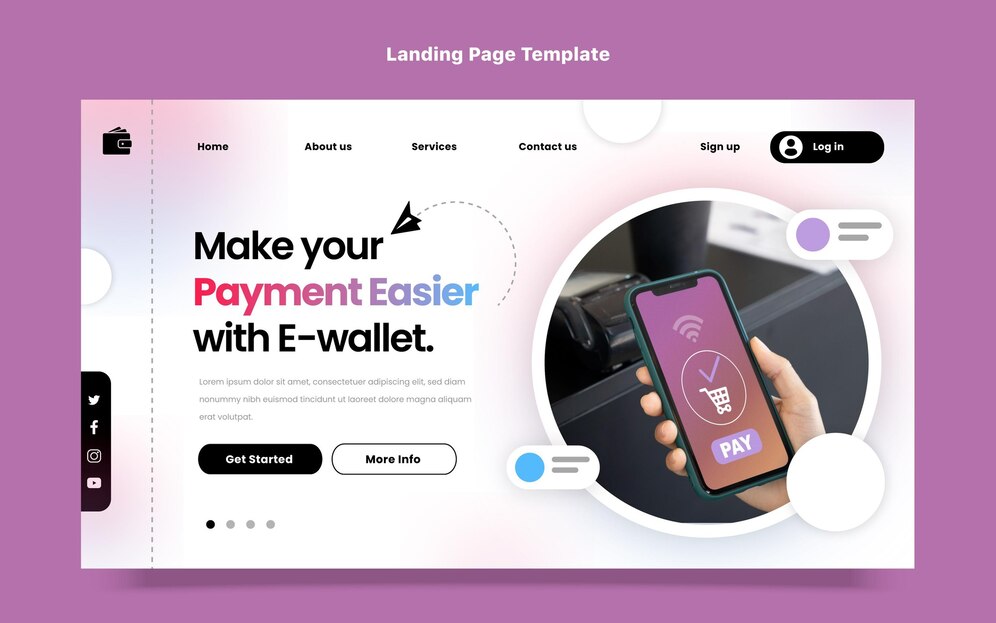 Landing Page Template
Home About us Services Contact us Sign up Log in
Make your
Payment Easier
with E-wallet.
Lorem ipsum dolor sit amet, consectetuer adipiscing elit, sed diam
nonummy nibh euismod tincidunt ut laoreet dolore magna aliquam
erat volutpat.
Get Started More Info
PAY